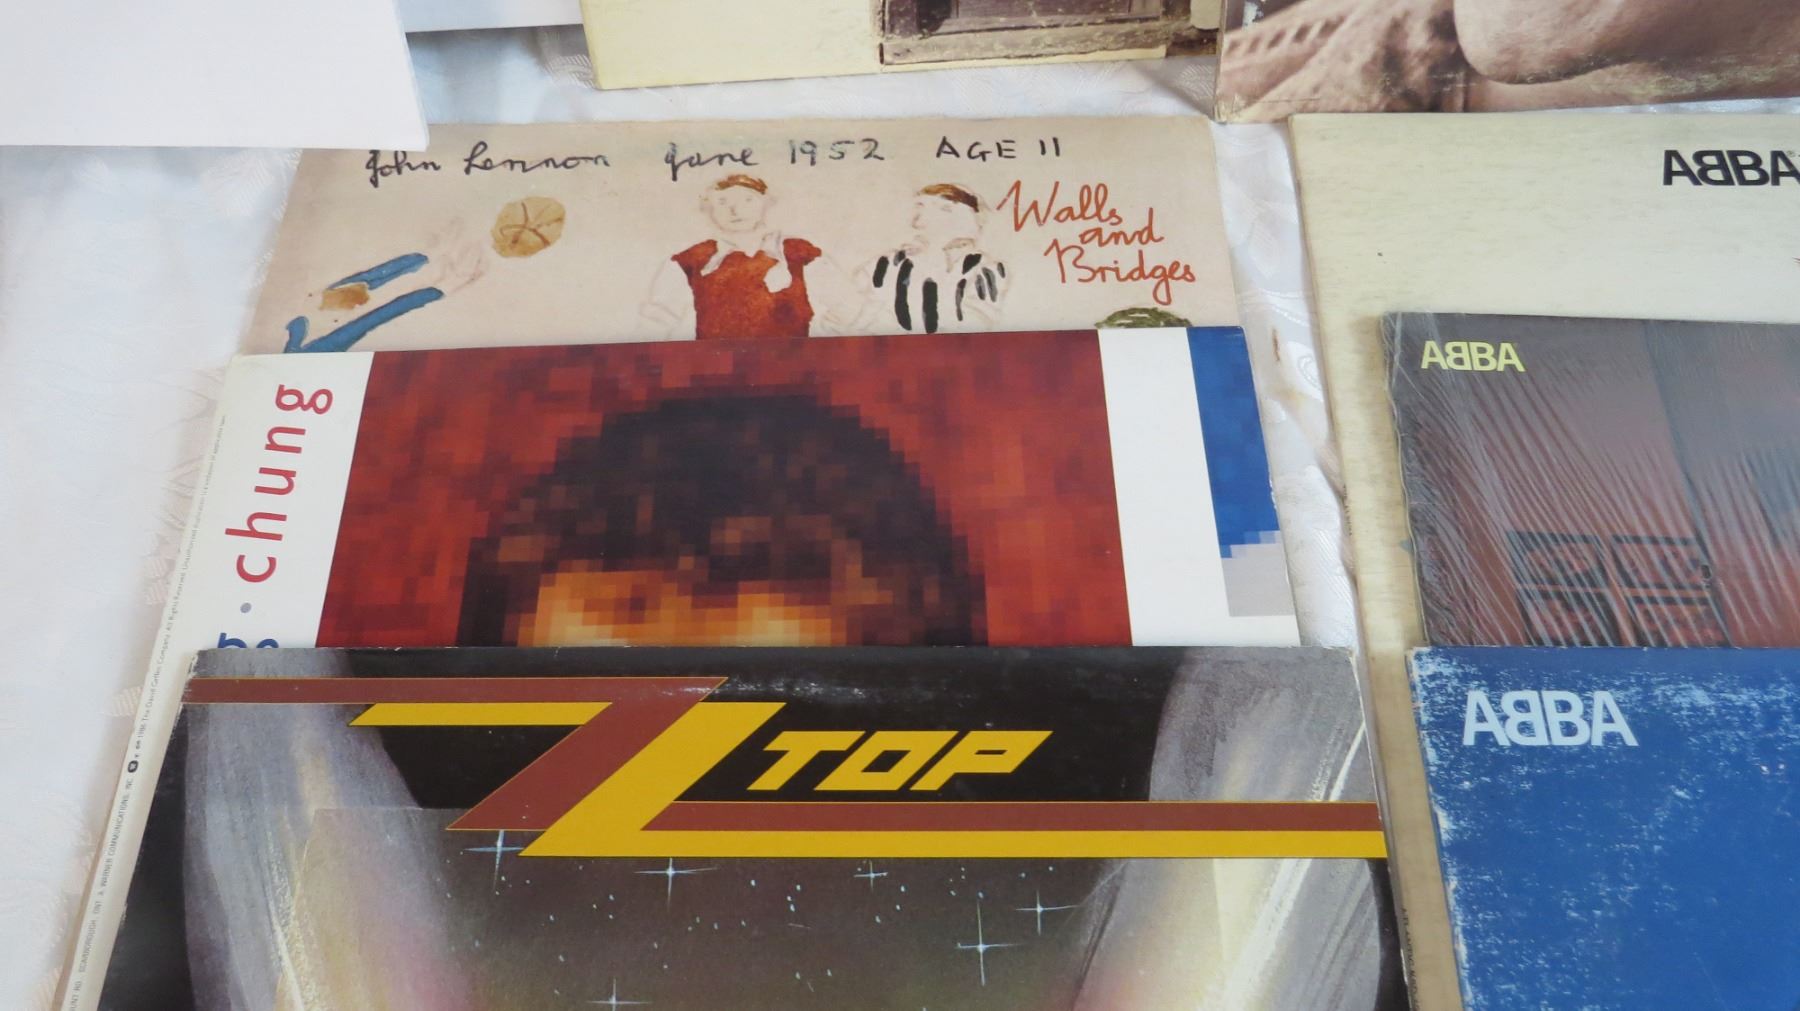 John Lennon June 1952 AGE 11
Walls
and
Bridges
ABBA
ABBA
chung
ZZ TOP
ABBA